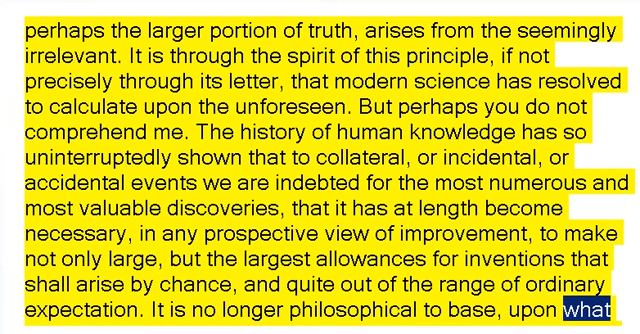 perhaps the larger portion of truth, arises from the seemingly
irrelevant. It is through the spirit of this principle, if not
precisely through its letter, that modern science has resolved
to calculate upon the unforeseen. But perhaps you do not
comprehend me. The history of human knowledge has so
uninterruptedly shown that to collateral, or incidental, or
accidental events we are indebted for the most numerous and
most valuable discoveries, that it has at length become
necessary, in any prospective view of improvement, to make
not only large, but the largest allowances for inventions that
shall arise by chance, and quite out of the range of ordinary
expectation. It is no longer philosophical to base, upon what